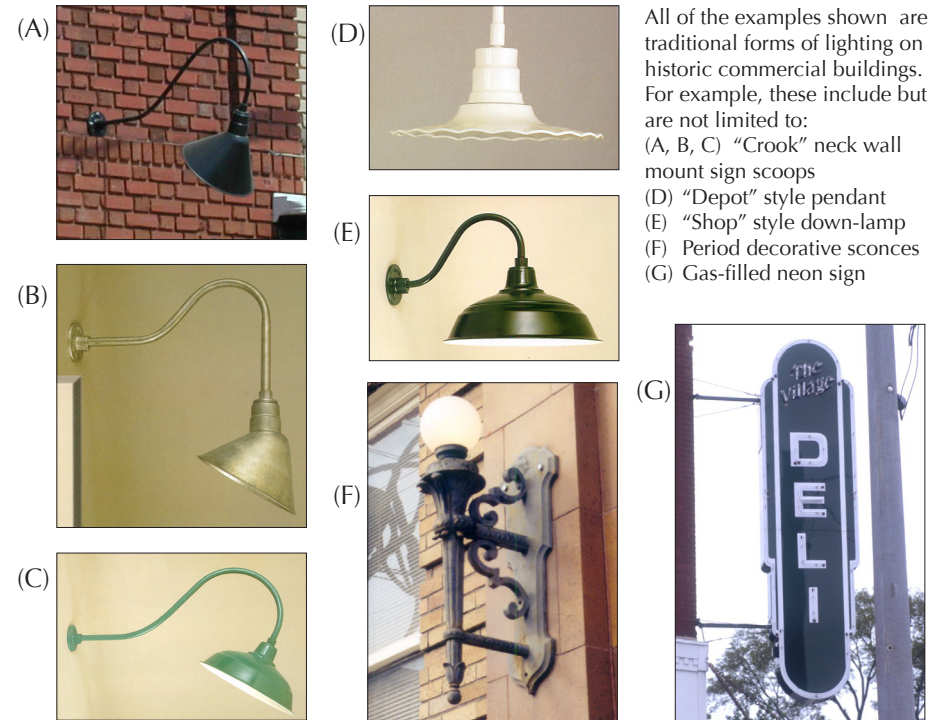 (A)
(B)
(C)
(D)
(E)
(F)
(G)
All of the examples shown are
traditional forms of lighting on
historic commercial buildings.
For example, these include but
are not limited to:
(A, B, C) “Crook” neck wall
mount sign scoops
(D) “Depot” style pendant
(E) “Shop” style down-lamp
(F) Period decorative sconces
(G) Gas-filled neon sign
The
Village
DELI